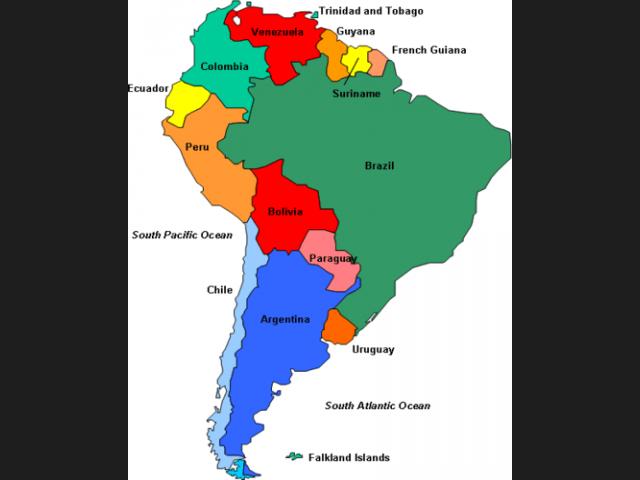 Trinidad and Tobago
Venezuela
Guyana
French Guiana
Colombia
Ecuador
Suriname
Peru
Brazil
Bolivia
South Pacific Ocean
Paraguay
Chile
Argentina
Uruguay
South Atlantic Ocean
Falkland Islands